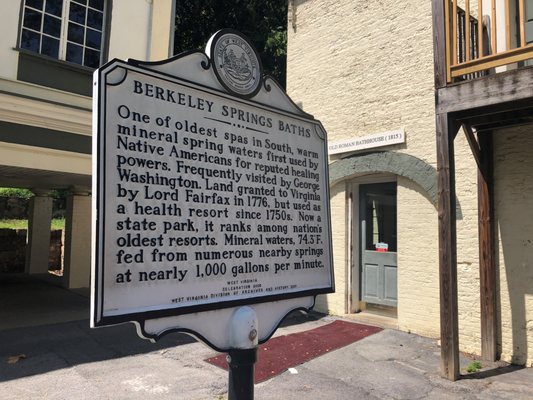 BERKELEY SPRINGS BATHS
One of oldest spas in South, warm
mineral spring waters first used by
Native Americans for reputed healing
powers. Frequently visited by George
Washington. Land granted to Virginia
by Lord Fairfax in 1776, but used as
a health resort since 1750s. Now a
state park, it ranks among nation's
oldest resorts. Mineral waters, 74.3°F.
fed from numerous nearby springs
at nearly 1,000 gallons per minute.
WEST VIRGINIA
WEST VIRGINIA DIVISION OF ARCHIVES AND HISTORY
OLD ROMAN BATHHOUSE ( 1815 )